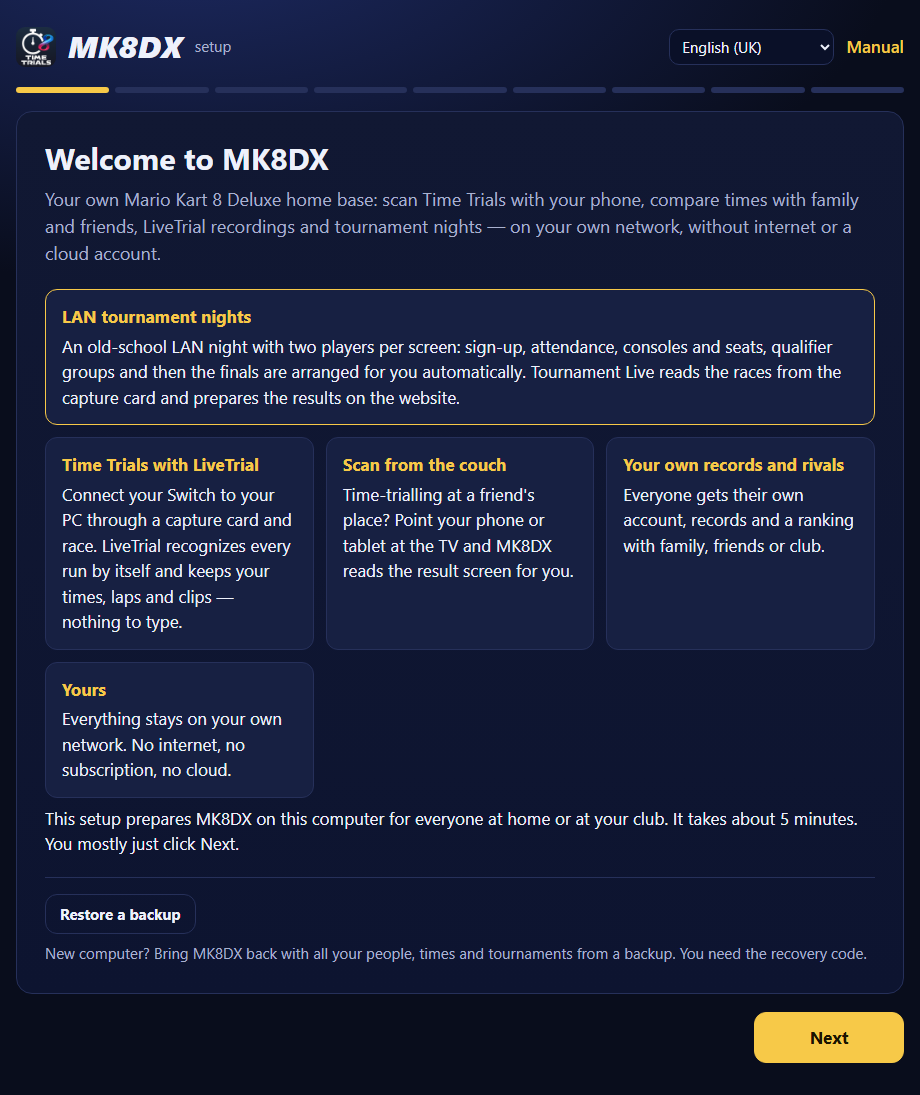 TIME
TRIALS
MK8DX setup
English (UK)
Manual
Welcome to MK8DX
Your own Mario Kart 8 Deluxe home base: scan Time Trials with your phone, compare times with family
and friends, LiveTrial recordings and tournament nights — on your own network, without internet or a
cloud account.
LAN tournament nights
An old-school LAN night with two players per screen: sign-up, attendance, consoles and seats, qualifier
groups and then the finals are arranged for you automatically. Tournament Live reads the races from the
capture card and prepares the results on the website.
Time Trials with LiveTrial
Connect your Switch to your
PC through a capture card and
race. LiveTrial recognizes every
run by itself and keeps your
times, laps and clips —
nothing to type.
Scan from the couch
Time-trialling at a friend's
place? Point your phone or
tablet at the TV and MK8DX
reads the result screen for you.
Your own records and rivals
Everyone gets their own
account, records and a ranking
with family, friends or club.
Yours
Everything stays on your own
network. No internet, no
subscription, no cloud.
This setup prepares MK8DX on this computer for everyone at home or at your club. It takes about 5 minutes.
You mostly just click Next.
Restore a backup
New computer? Bring MK8DX back with all your people, times and tournaments from a backup. You need the recovery code.
Next